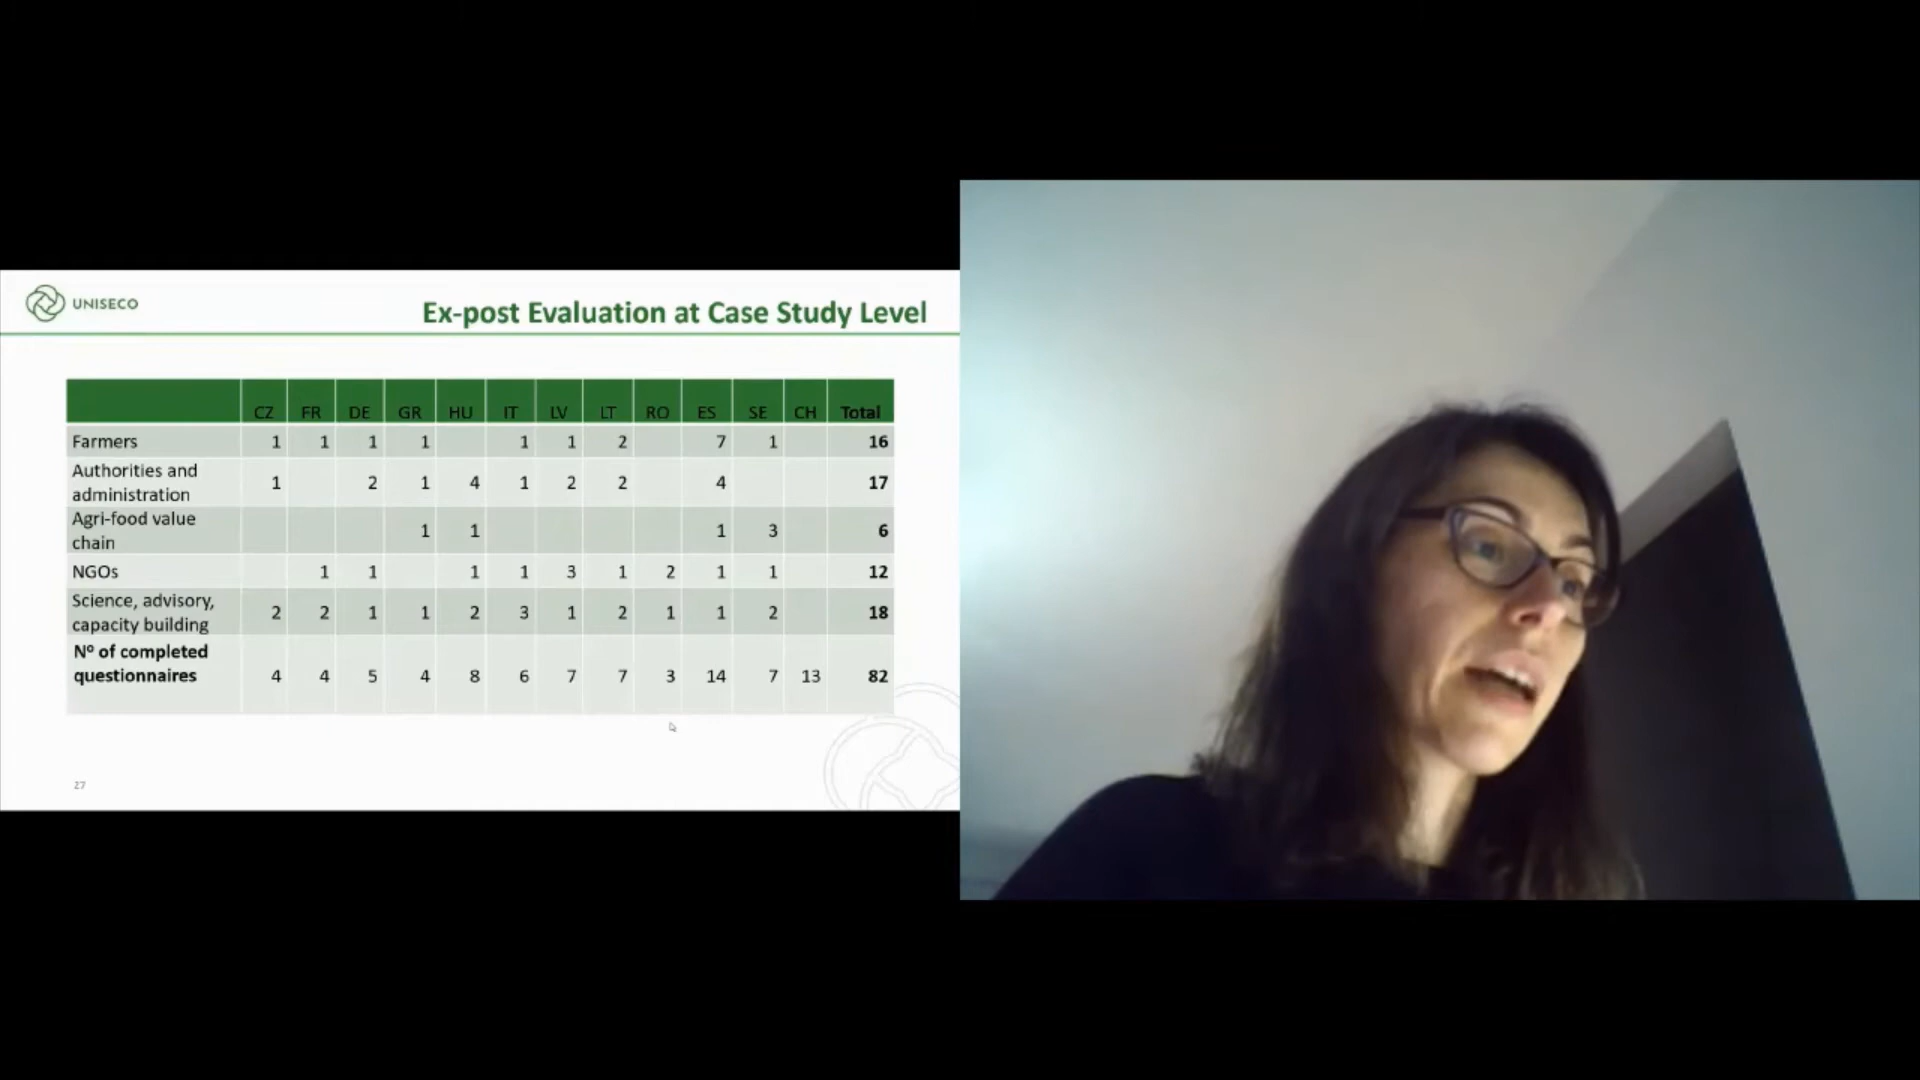 UNISECO
Ex-post Evaluation at Case Study Level
CZ FR DE GR HU IT LV LT RO ES SE CH Total
Farmers 1 1 1 1 1 1 2 7 1 16
Authorities and
administration 1 2 1 4 1 2 2 4 17
Agri-food value
chain 1 1 1 3 6
NGOs 1 1 1 1 3 1 2 1 1 12
Science, advisory,
capacity building 2 2 1 1 2 3 1 2 1 1 2 18
Nº of completed
questionnaires 4 4 5 4 8 6 7 7 3 14 7 13 82
27